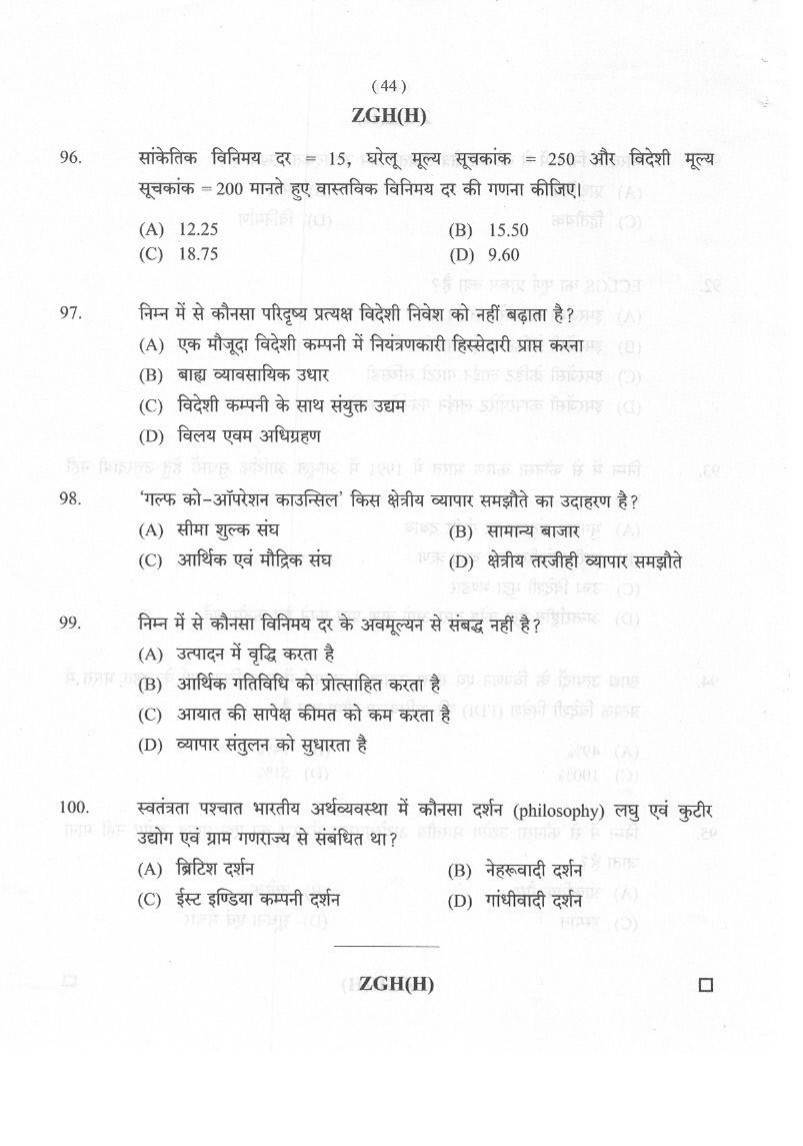 ( 44 )
ZGH(H)
96. सांकेतिक विनिमय दर = 15, घरेलू मूल्य सूचकांक = 250 और विदेशी मूल्य
सूचकांक = 200 मानते हुए वास्तविक विनिमय दर की गणना कीजिए।
(A) 12.25 (B) 15.50
(C) 18.75 (D) 9.60
97. निम्न में से कौनसा परिदृष्य प्रत्यक्ष विदेशी निवेश को नहीं बढ़ाता है?
(A) एक मौजूदा विदेशी कम्पनी में नियंत्रणकारी हिस्सेदारी प्राप्त करना
(B) बाह्य व्यावसायिक उधार
(C) विदेशी कम्पनी के साथ संयुक्त उद्यम
(D) विलय एवम अधिग्रहण
98. 'गल्फ को-ऑपरेशन काउन्सिल' किस क्षेत्रीय व्यापार समझौते का उदाहरण है?
(A) सीमा शुल्क संघ (B) सामान्य बाजार
(C) आर्थिक एवं मौद्रिक संघ (D) क्षेत्रीय तरजीही व्यापार समझौते
99. निम्न में से कौनसा विनिमय दर के अवमूल्यन से संबद्ध नहीं है?
(A) उत्पादन में वृद्धि करता है
(B) आर्थिक गतिविधि को प्रोत्साहित करता है
(C) आयात की सापेक्ष कीमत को कम करता है
(D) व्यापार संतुलन को सुधारता है
100. स्वतंत्रता पश्चात भारतीय अर्थव्यवस्था में कौनसा दर्शन (philosophy) लघु एवं कुटीर
उद्योग एवं ग्राम गणराज्य से संबंधित था?
(A) ब्रिटिश दर्शन (B) नेहरूवादी दर्शन
(C) ईस्ट इण्डिया कम्पनी दर्शन (D) गांधीवादी दर्शन
ZGH(H)